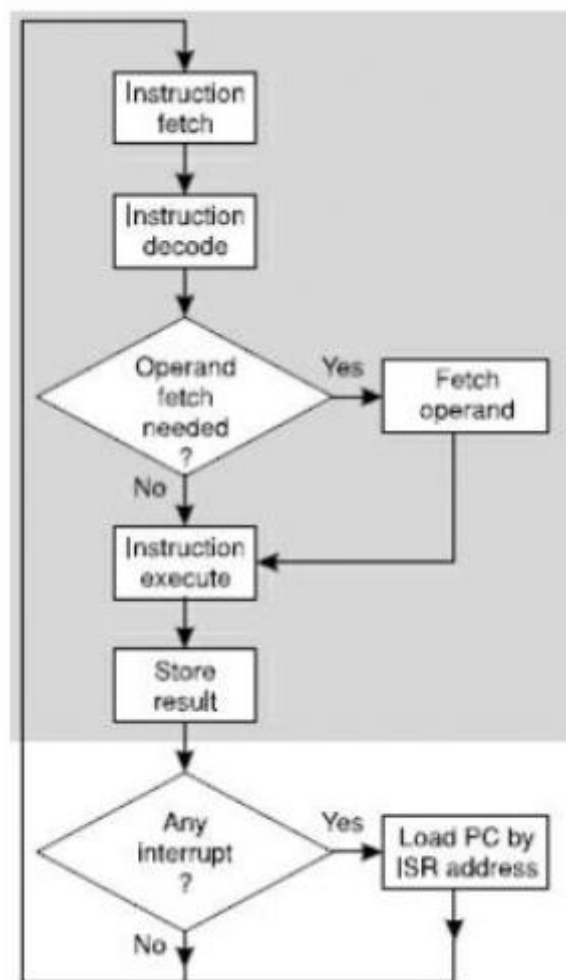 Instruction
fetch
Instruction
decode
Operand
fetch
needed
?
Yes
Fetch
operand
No
Instruction
execute
Store
result
Any
interrupt
?
Yes
Load PC by
ISR address
No